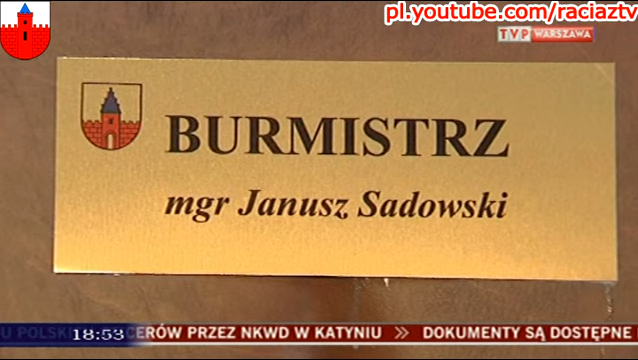 pl.youtube.com/raciaztv
TVP WARSZAWA
BURMISTRZ
mgr Janusz Sadowski
18:53
U POLSKI CERÓW PRZEZ NKWD W KATYNIU >> DOKUMENTY SĄ DOSTĘPNE